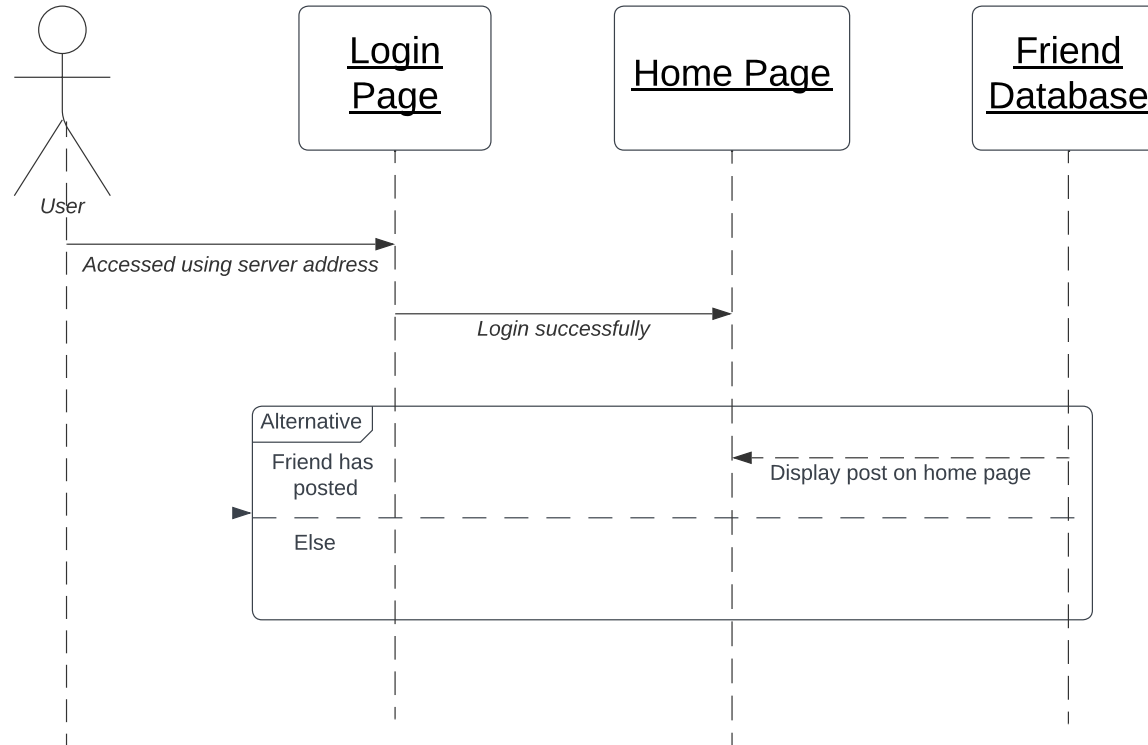 Login
Page
Home Page
Friend
Database
User
Accessed using server address
Login successfully
Alternative
Friend has
posted
Display post on home page
Else